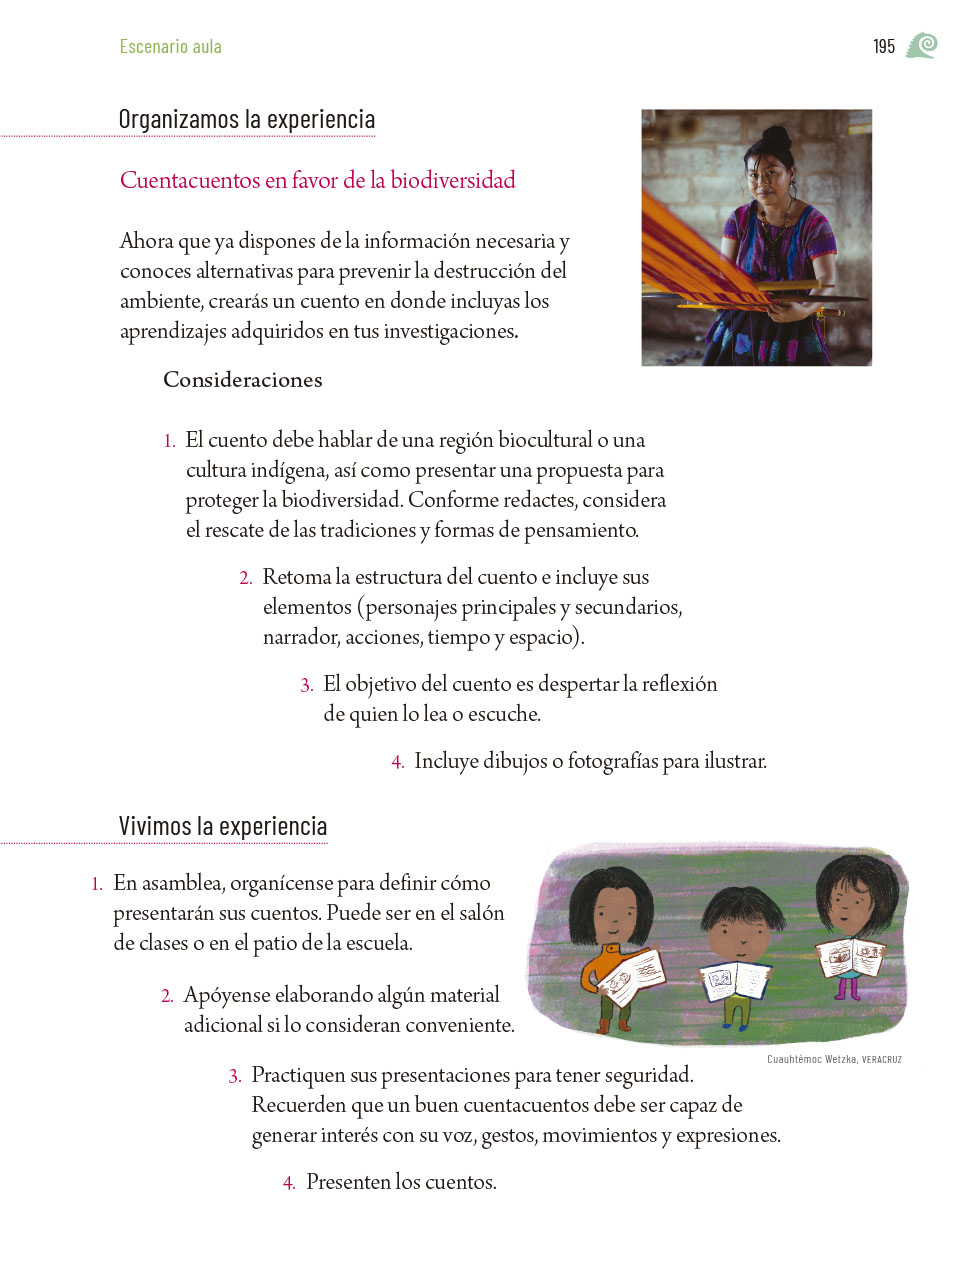 Escenario aula
195
Organizamos la experiencia
Cuentacuentos en favor de la biodiversidad
Ahora que ya dispones de la información necesaria y
conoces alternativas para prevenir la destrucción del
ambiente, crearás un cuento en donde incluyas los
aprendizajes adquiridos en tus investigaciones.
Consideraciones
1. El cuento debe hablar de una región biocultural o una
cultura indígena, así como presentar una propuesta para
proteger la biodiversidad. Conforme redactes, considera
el rescate de las tradiciones y formas de pensamiento.
2. Retoma la estructura del cuento e incluye sus
elementos (personajes principales y secundarios,
narrador, acciones, tiempo y espacio).
3. El objetivo del cuento es despertar la reflexión
de quien lo lea o escuche.
4. Incluye dibujos o fotografías para ilustrar.
Vivimos la experiencia
1. En asamblea, organícense para definir cómo
presentarán sus cuentos. Puede ser en el salón
de clases o en el patio de la escuela.
2. Apóyense elaborando algún material
adicional si lo consideran conveniente.
Cuauhtémoc Wetzka, VERACRUZ
3. Practiquen sus presentaciones para tener seguridad.
Recuerden que un buen cuentacuentos debe ser capaz de
generar interés con su voz, gestos, movimientos y expresiones.
4. Presenten los cuentos.